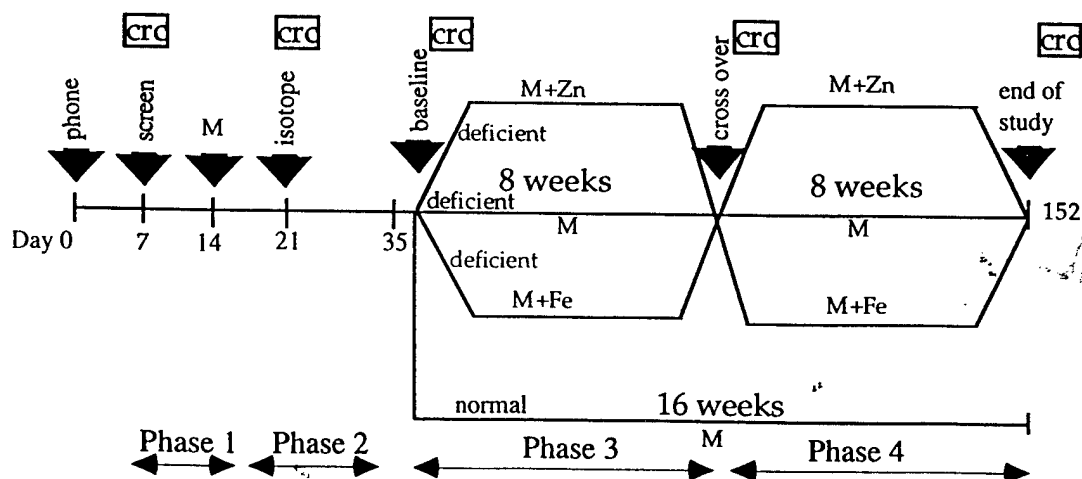 crc
crc
crc
crc
crc
phone
screen
M
isotope
baseline
M+Zn
cross over
M+Zn
end of
study
deficient
8 weeks
8 weeks
deficient
Day 0
7
14
21
35
M
M
152
deficient
M+Fe
M+Fe
normal
16 weeks
M
Phase 1
Phase 2
Phase 3
Phase 4